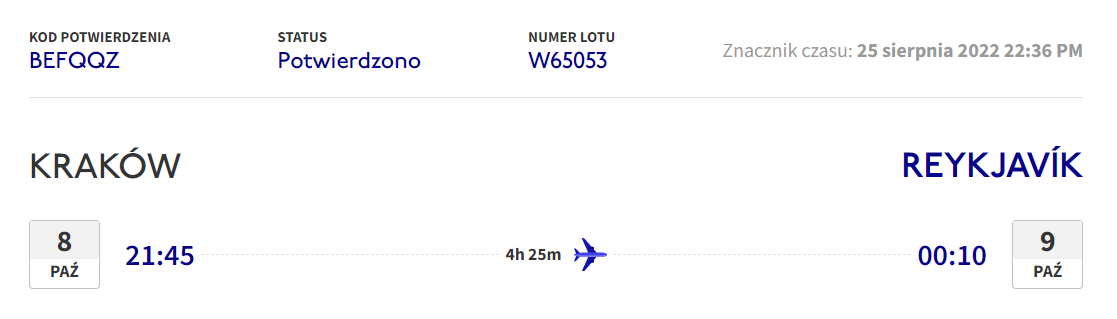 KOD POTWIERDZENIA
BEFQQZ
STATUS
Potwierdzono
NUMER LOTU
W65053
Znacznik czasu: 25 sierpnia 2022 22:36 PM
KRAKÓW
REYKJAVÍK
8
PAŹ
21:45
4h 25m
00:10
9
PAŹ